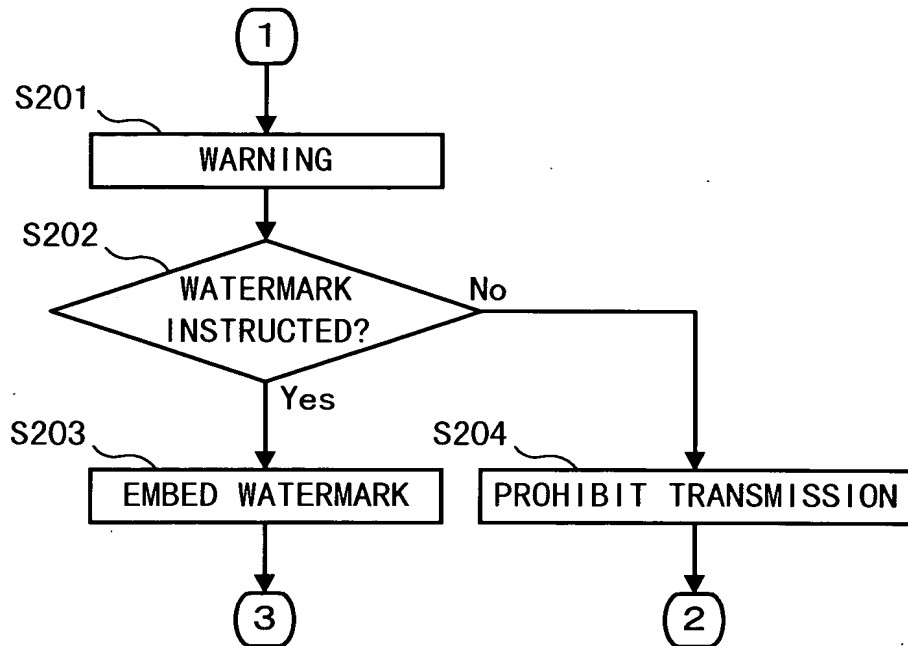 1
S201
WARNING
S202
WATERMARK
INSTRUCTED?
No
Yes
S203
EMBED WATERMARK
S204
PROHIBIT TRANSMISSION
3
2